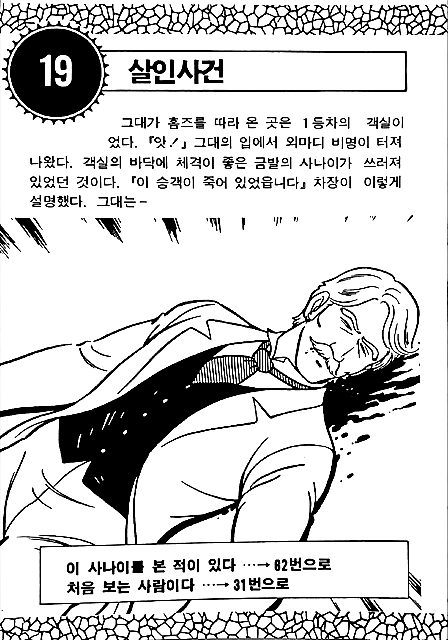 19
살인사건
그대가 홈즈를 따라 온 곳은 1등차의 객실이
었다. 『앗!』 그대의 입에서 외마디 비명이 터져
나왔다. 객실의 바닥에 체격이 좋은 금발의 사나이가 쓰러져
있었던 것이다. 『이 승객이 죽어 있었읍니다』 차장이 이렇게
설명했다. 그대는―
이 사나이를 본 적이 있다 …→ 82번으로
처음 보는 사람이다 …→ 31번으로